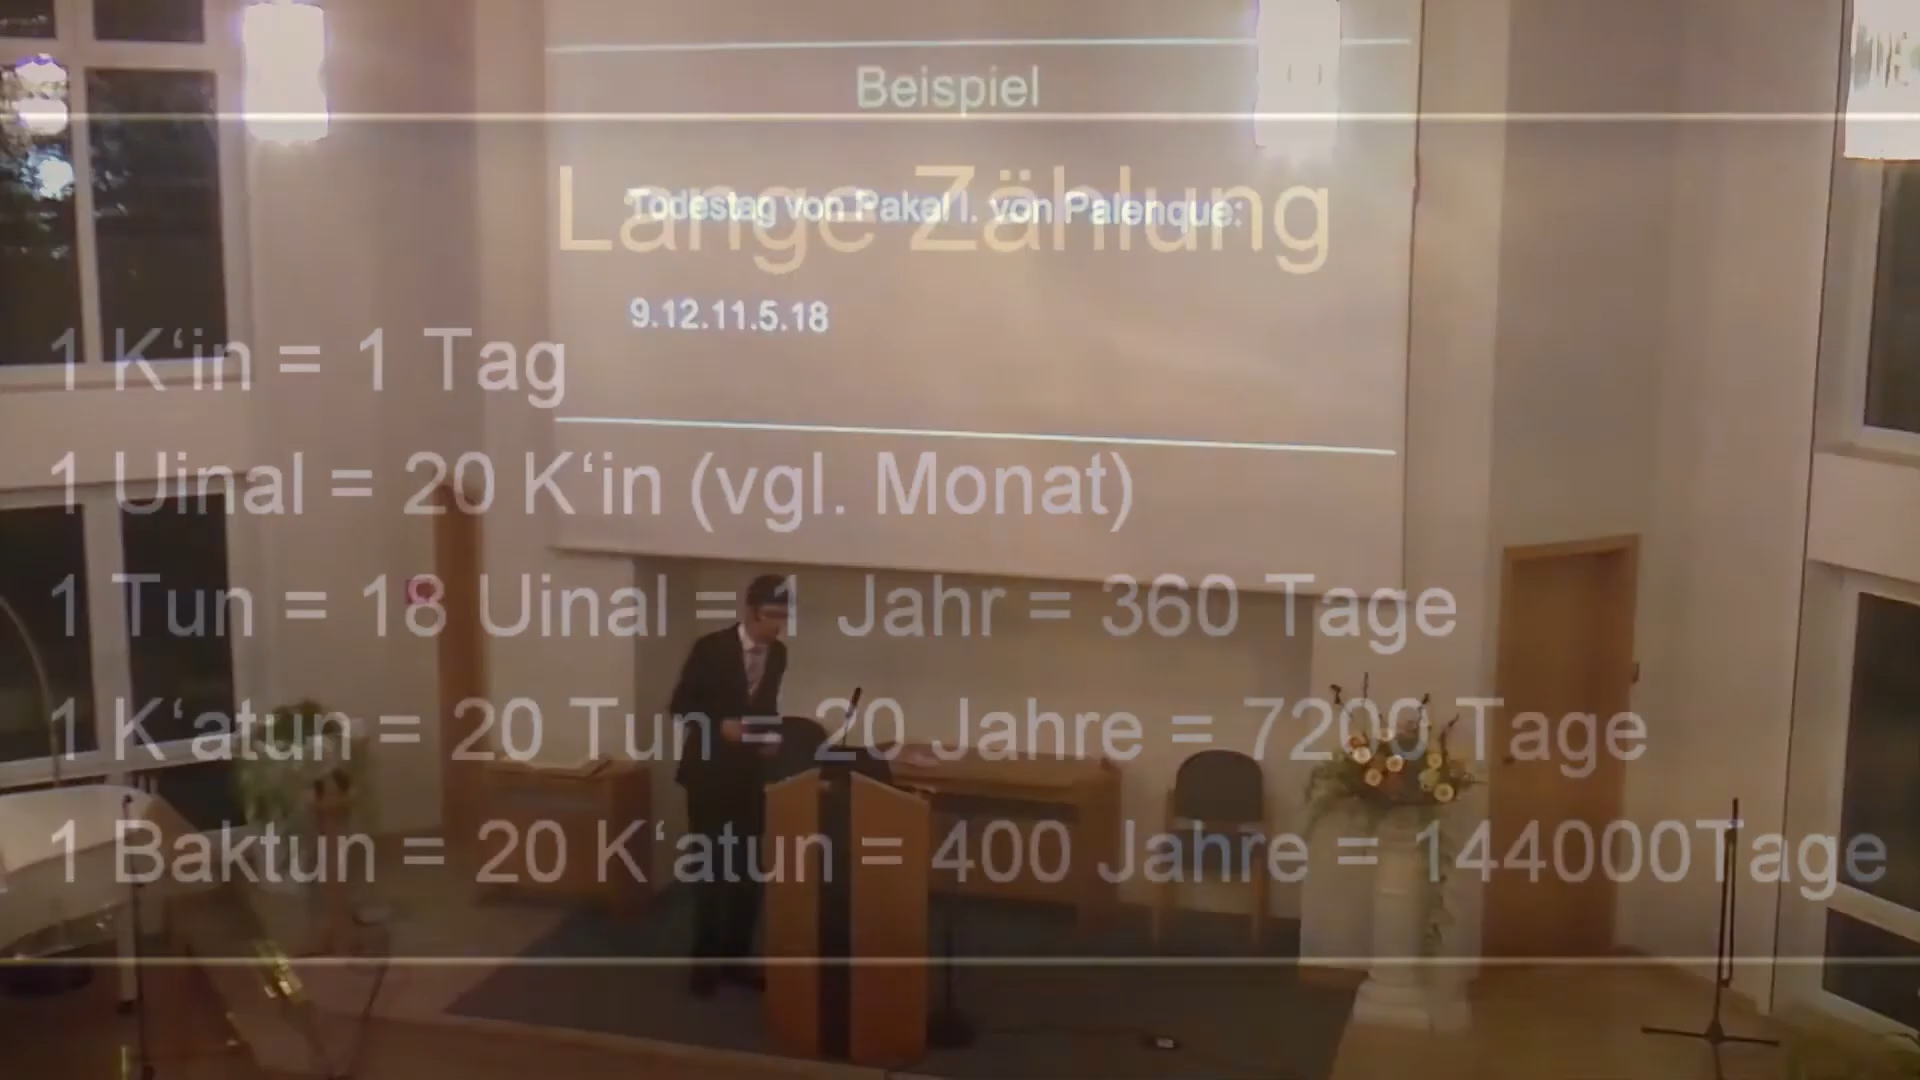 Beispiel
Lange Zählung
Todestag von Pakal I. von Palenque:
9.12.11.5.18
1 K‘in = 1 Tag
1 Uinal = 20 K‘in (vgl. Monat)
1 Tun = 18 Uinal = 1 Jahr = 360 Tage
1 K‘atun = 20 Tun = 20 Jahre = 7200 Tage
1 Baktun = 20 K‘atun = 400 Jahre = 144000Tage